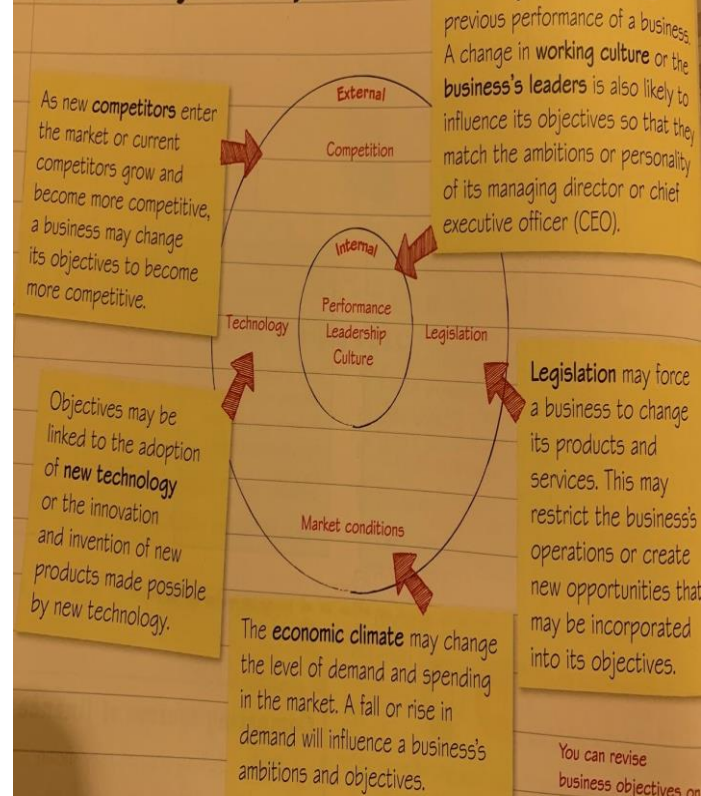 previous performance of a business.
A change in working culture or the
business's leaders is also likely to
influence its objectives so that they
match the ambitions or personality
of its managing director or chief
executive officer (CEO).
As new competitors enter
the market or current
competitors grow and
become more competitive,
a business may change
its objectives to become
more competitive.
External
Competition
Internal
Performance
Leadership
Culture
Technology
Legislation
Market conditions
Objectives may be
linked to the adoption
of new technology
or the innovation
and invention of new
products made possible
by new technology.
Legislation may force
a business to change
its products and
services. This may
restrict the business's
operations or create
new opportunities that
may be incorporated
into its objectives.
The economic climate may change
the level of demand and spending
in the market. A fall or rise in
demand will influence a business's
ambitions and objectives.
You can revise
business objectives on